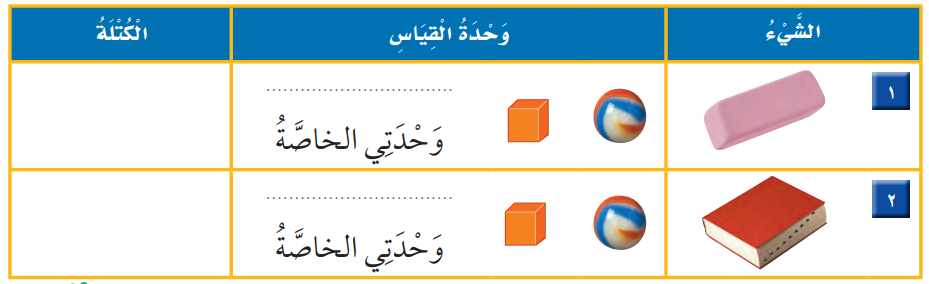 الشَّيْءُ
وَحْدَةُ الْقِيَاسِ
الْكُتْلَةُ
١
................................
وَحْدَتِي الخاصَّةُ
٢
................................
وَحْدَتِي الخاصَّةُ